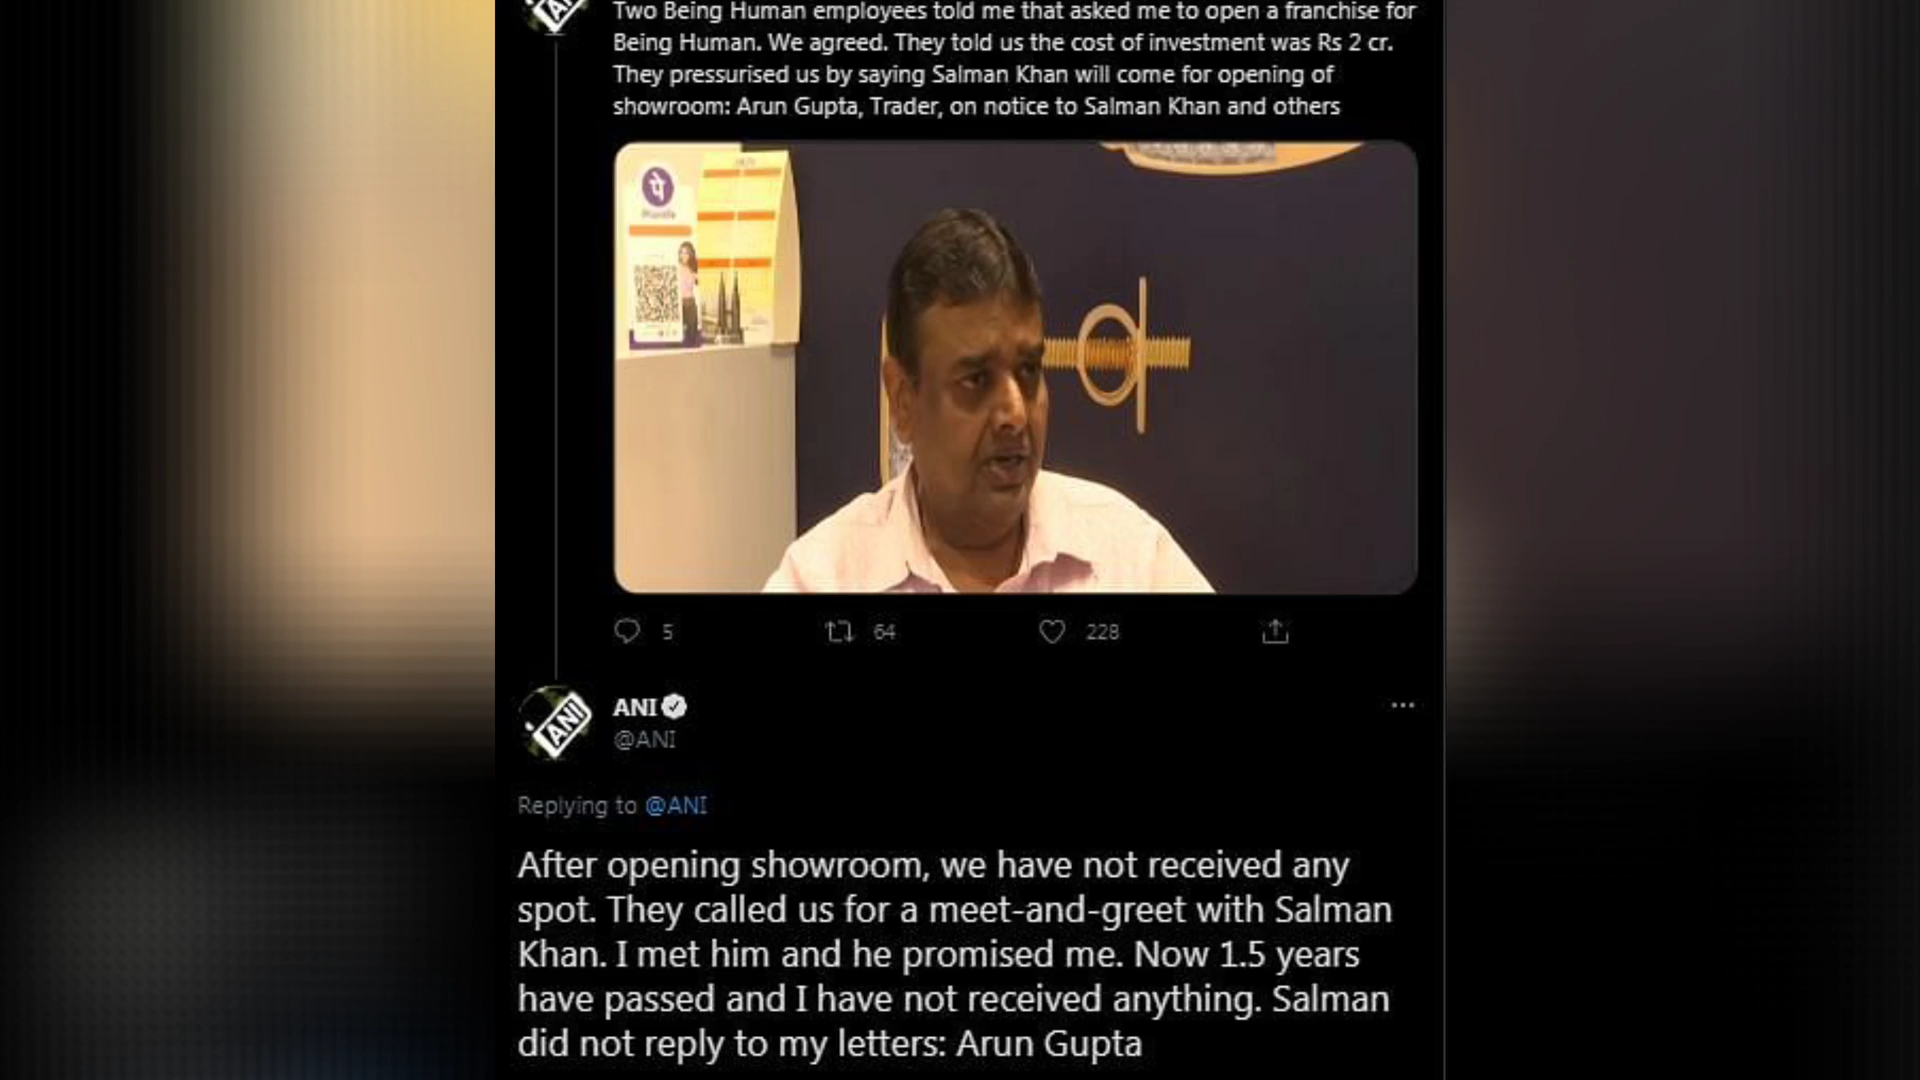 Two Being Human employees told me that asked me to open a franchise for
Being Human. We agreed. They told us the cost of investment was Rs 2 cr.
They pressurised us by saying Salman Khan will come for opening of
showroom: Arun Gupta, Trader, on notice to Salman Khan and others
पे
5
64
228
ANI
ANI
@ANI
Replying to @ANI
After opening showroom, we have not received any
spot. They called us for a meet-and-greet with Salman
Khan. I met him and he promised me. Now 1.5 years
have passed and I have not received anything. Salman
did not reply to my letters: Arun Gupta